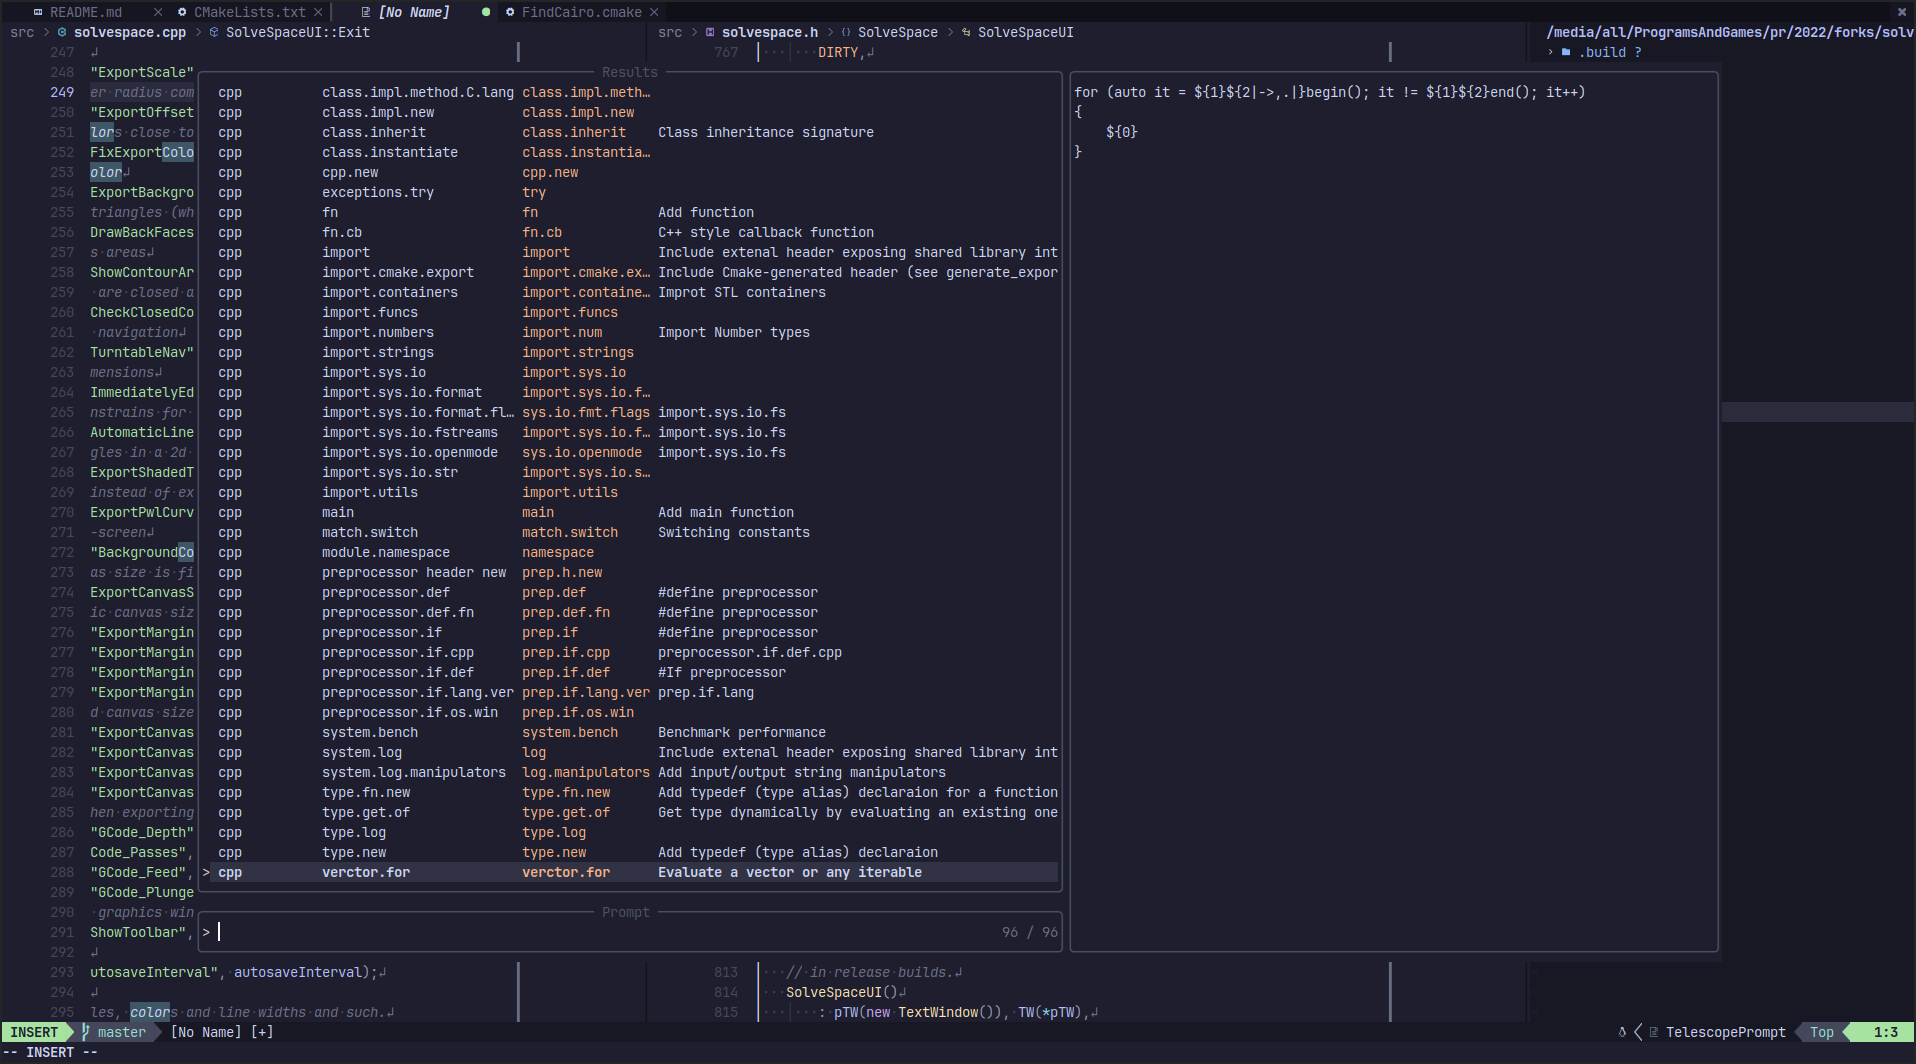 README.md × CMakeLists.txt × [No Name] ● FindCairo.cmake ×
src > solvespace.cpp > SolveSpaceUI::Exit
src > solvespace.h > {} SolveSpace > SolveSpaceUI
/media/all/ProgramsAndGames/pr/2022/forks/solv
> .build ?
247 ↲
248 "ExportScale"
249 er·radius·com
250 "ExportOffset
251 lors·close·to
252 FixExportColo
253 olor↲
254 ExportBackgro
255 triangles·(wh
256 DrawBackFaces
257 s·areas↲
258 ShowContourAr
259 ·are·closed·a
260 CheckClosedCo
261 ·navigation↲
262 TurntableNav"
263 mensions↲
264 ImmediatelyEd
265 nstrains·for·
266 AutomaticLine
267 gles·in·a·2d·
268 ExportShadedT
269 instead·of·ex
270 ExportPwlCurv
271 -screen↲
272 "BackgroundCo
273 as·size·is·fi
274 ExportCanvasS
275 ic·canvas·siz
276 "ExportMargin
277 "ExportMargin
278 "ExportMargin
279 "ExportMargin
280 d·canvas·size
281 "ExportCanvas
282 "ExportCanvas
283 "ExportCanvas
284 "ExportCanvas
285 hen·exporting
286 "GCode_Depth"
287 Code_Passes",
288 "GCode_Feed",
289 "GCode_Plunge
290 ·graphics·win
291 ShowToolbar",
292 ↲
293 utosaveInterval",·autosaveInterval);↲
294 ↲
295 les,·colors·and·line·widths·and·such.↲
767 ··· ···DIRTY,↲
Results
cpp class.impl.method.C.lang class.impl.meth…
cpp class.impl.new class.impl.new
cpp class.inherit class.inherit Class inheritance signature
cpp class.instantiate class.instantia…
cpp cpp.new cpp.new
cpp exceptions.try try
cpp fn fn Add function
cpp fn.cb fn.cb C++ style callback function
cpp import import Include extenal header exposing shared library int
cpp import.cmake.export import.cmake.ex… Include Cmake-generated header (see generate_expor
cpp import.containers import.containe… Improt STL containers
cpp import.funcs import.funcs
cpp import.numbers import.num Import Number types
cpp import.strings import.strings
cpp import.sys.io import.sys.io
cpp import.sys.io.format import.sys.io.f…
cpp import.sys.io.format.fl… sys.io.fmt.flags import.sys.io.fs
cpp import.sys.io.fstreams import.sys.io.f… import.sys.io.fs
cpp import.sys.io.openmode sys.io.openmode import.sys.io.fs
cpp import.sys.io.str import.sys.io.s…
cpp import.utils import.utils
cpp main main Add main function
cpp match.switch match.switch Switching constants
cpp module.namespace namespace
cpp preprocessor header new prep.h.new
cpp preprocessor.def prep.def #define preprocessor
cpp preprocessor.def.fn prep.def.fn #define preprocessor
cpp preprocessor.if prep.if #define preprocessor
cpp preprocessor.if.cpp prep.if.cpp preprocessor.if.def.cpp
cpp preprocessor.if.def prep.if.def #If preprocessor
cpp preprocessor.if.lang.ver prep.if.lang.ver prep.if.lang
cpp preprocessor.if.os.win prep.if.os.win
cpp system.bench system.bench Benchmark performance
cpp system.log log Include extenal header exposing shared library int
cpp system.log.manipulators log.manipulators Add input/output string manipulators
cpp type.fn.new type.fn.new Add typedef (type alias) declaraion for a function
cpp type.get.of type.get.of Get type dynamically by evaluating an existing one
cpp type.log type.log
cpp type.new type.new Add typedef (type alias) declaraion
> cpp verctor.for verctor.for Evaluate a vector or any iterable
Prompt
> 96 / 96
for (auto it = ${1}${2|->,.|}begin(); it != ${1}${2}end(); it++)
{
${0}
}
813 ···//·in·release·builds.↲
814 ···SolveSpaceUI()↲
815 ··· ···:·pTW(new·TextWindow()),·TW(*pTW),↲
INSERT master [No Name] [+] TelescopePrompt Top 1:3
-- INSERT --